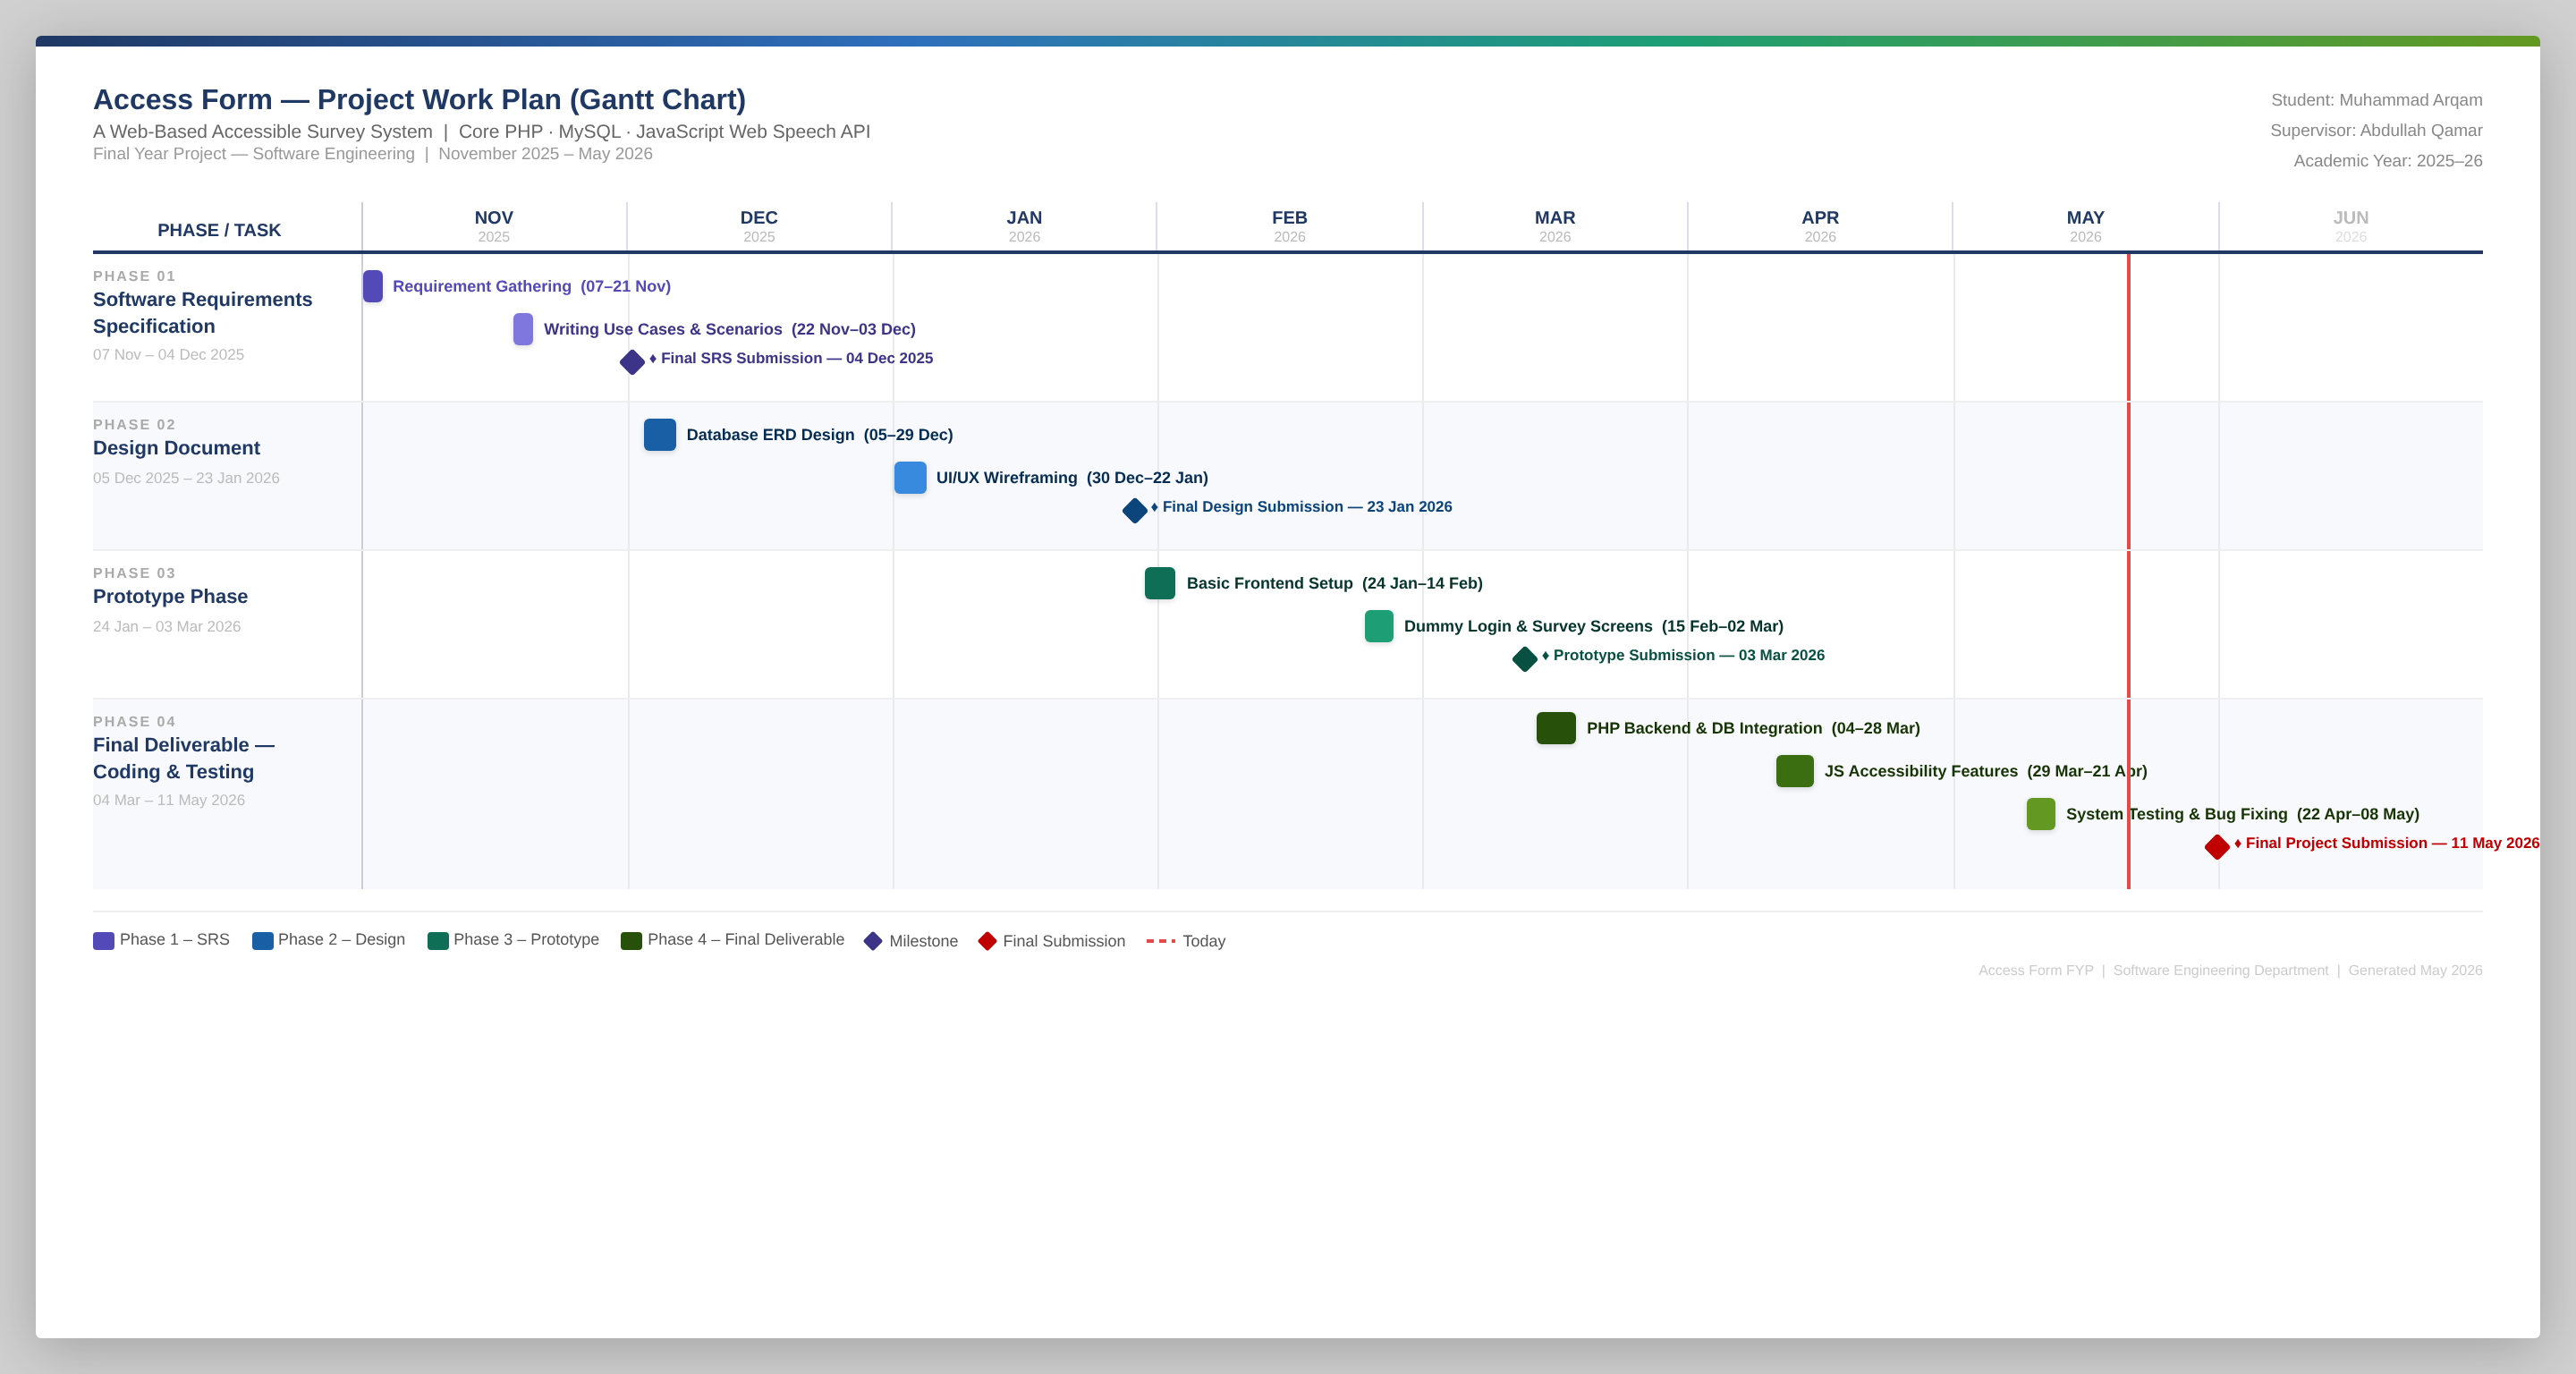 Access Form — Project Work Plan (Gantt Chart)
A Web-Based Accessible Survey System | Core PHP · MySQL · JavaScript Web Speech API
Final Year Project — Software Engineering | November 2025 – May 2026
Student: Muhammad Arqam
Supervisor: Abdullah Qamar
Academic Year: 2025–26
PHASE / TASK
NOV
2025
DEC
2025
JAN
2026
FEB
2026
MAR
2026
APR
2026
MAY
2026
JUN
2026
PHASE 01
Software Requirements
Specification
07 Nov – 04 Dec 2025
Requirement Gathering (07–21 Nov)
Writing Use Cases & Scenarios (22 Nov–03 Dec)
♦ Final SRS Submission — 04 Dec 2025
PHASE 02
Design Document
05 Dec 2025 – 23 Jan 2026
Database ERD Design (05–29 Dec)
UI/UX Wireframing (30 Dec–22 Jan)
♦ Final Design Submission — 23 Jan 2026
PHASE 03
Prototype Phase
24 Jan – 03 Mar 2026
Basic Frontend Setup (24 Jan–14 Feb)
Dummy Login & Survey Screens (15 Feb–02 Mar)
♦ Prototype Submission — 03 Mar 2026
PHASE 04
Final Deliverable —
Coding & Testing
04 Mar – 11 May 2026
PHP Backend & DB Integration (04–28 Mar)
JS Accessibility Features (29 Mar–21 Apr)
System Testing & Bug Fixing (22 Apr–08 May)
♦ Final Project Submission — 11 May 2026
Phase 1 – SRS
Phase 2 – Design
Phase 3 – Prototype
Phase 4 – Final Deliverable
Milestone
Final Submission
Today
Access Form FYP | Software Engineering Department | Generated May 2026